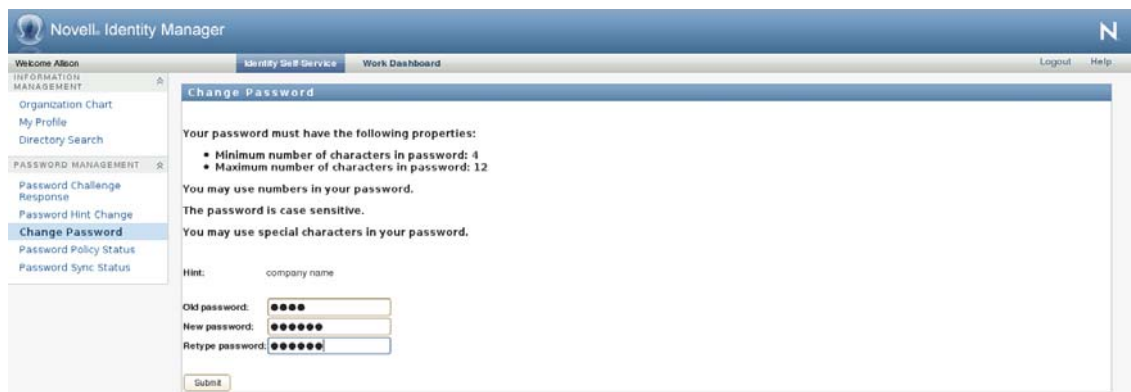 Novell® Identity Manager
N
Welcome Allison
Identity Self-Service
Work Dashboard
Logout
Help
INFORMATION
MANAGEMENT
Organization Chart
My Profile
Directory Search
PASSWORD MANAGEMENT
Password Challenge
Response
Password Hint Change
Change Password
Password Policy Status
Password Sync Status
Change Password
Your password must have the following properties:
• Minimum number of characters in password: 4
• Maximum number of characters in password: 12
You may use numbers in your password.
The password is case sensitive.
You may use special characters in your password.
Hint: company name
Old password: ●●●●
New password: ●●●●●●
Retype password: ●●●●●●
Submit